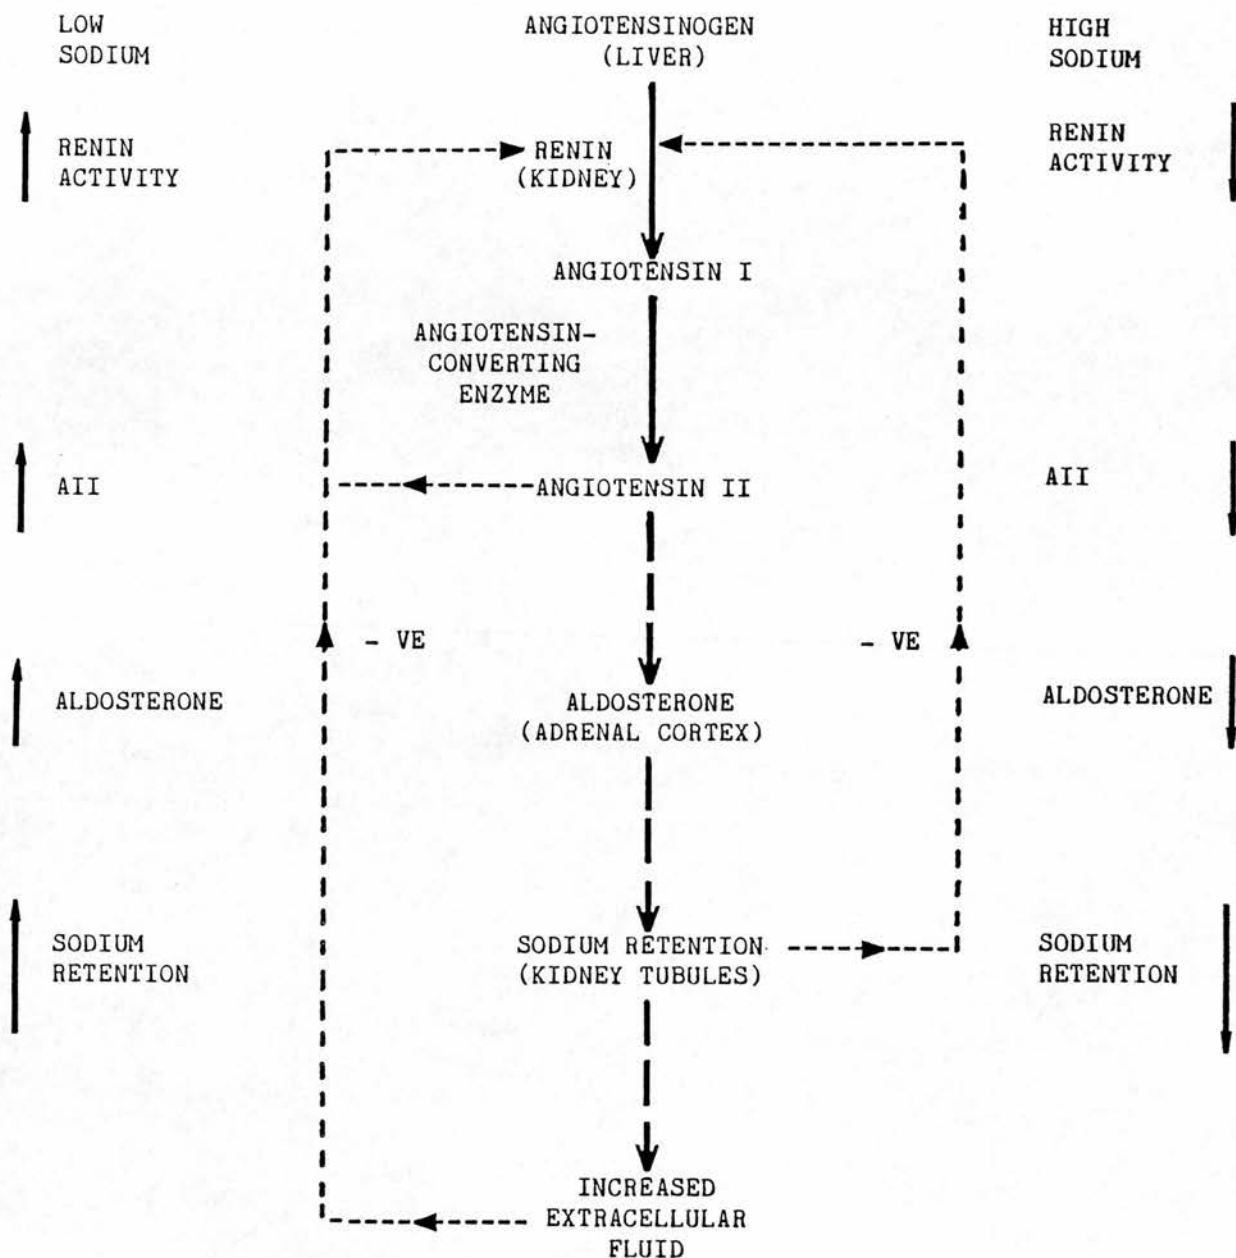 LOW
SODIUM
RENIN
ACTIVITY
AII
ALDOSTERONE
SODIUM
RETENTION
ANGIOTENSINOGEN
(LIVER)
RENIN
(KIDNEY)
ANGIOTENSIN I
ANGIOTENSIN-
CONVERTING
ENZYME
ANGIOTENSIN II
- VE
- VE
ALDOSTERONE
(ADRENAL CORTEX)
SODIUM RETENTION
(KIDNEY TUBULES)
INCREASED
EXTRACELLULAR
FLUID
HIGH
SODIUM
RENIN
ACTIVITY
AII
ALDOSTERONE
SODIUM
RETENTION